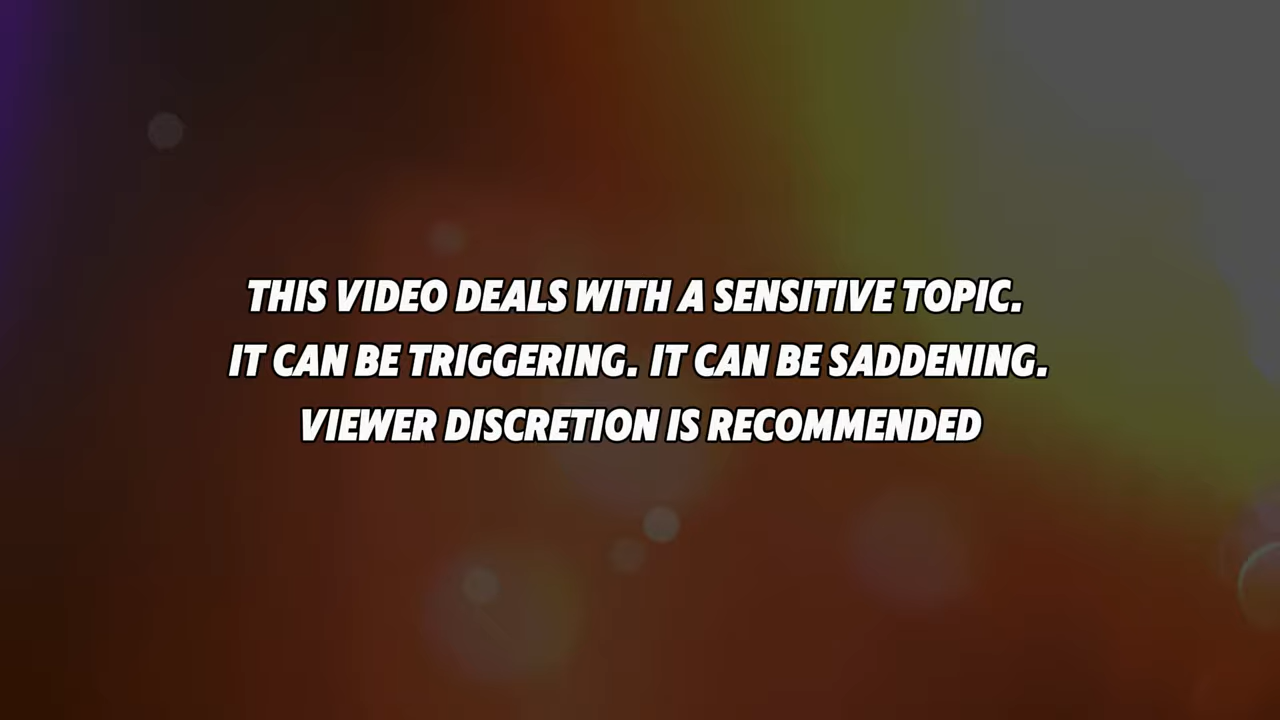 THIS VIDEO DEALS WITH A SENSITIVE TOPIC.
IT CAN BE TRIGGERING. IT CAN BE SADDENING.
VIEWER DISCRETION IS RECOMMENDED